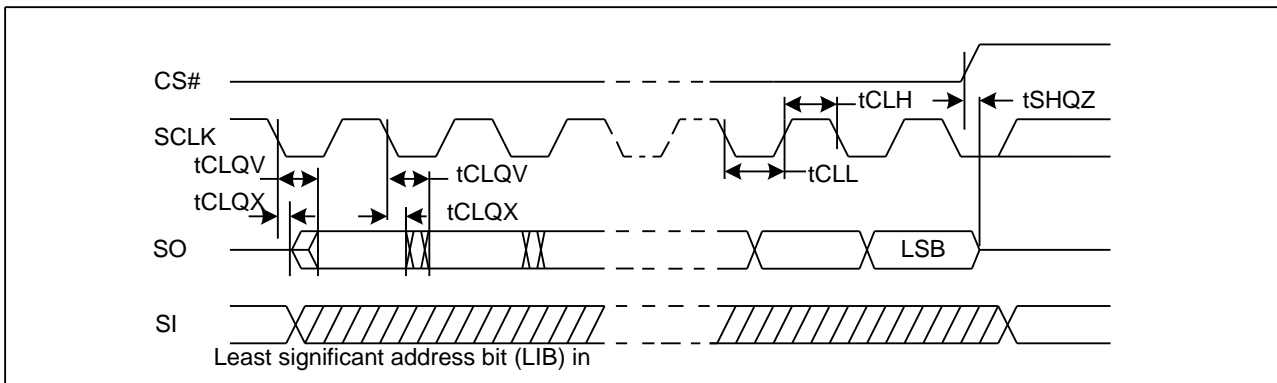 CS#
tCLH
tSHQZ
SCLK
tCLQV
tCLQV
tCLL
tCLQX
tCLQX
SO
LSB
SI
Least significant address bit (LIB) in